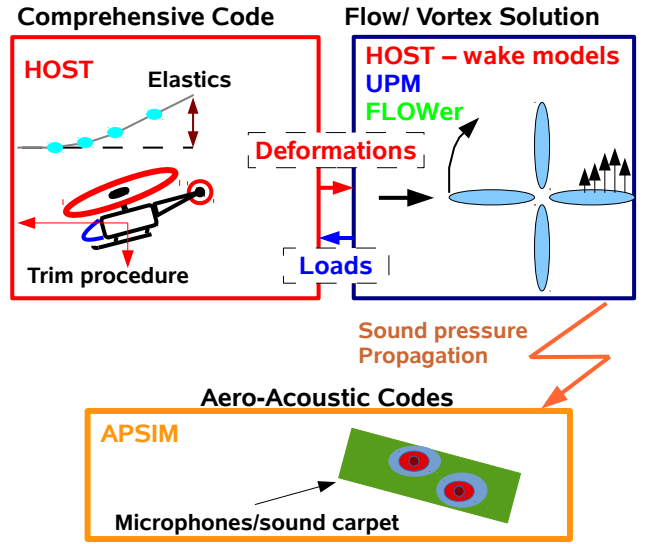 Comprehensive Code
Flow/ Vortex Solution
HOST
Elastics
Trim procedure
Deformations
Loads
HOST – wake models
UPM
FLOWer
Sound pressure
Propagation
Aero-Acoustic Codes
APSIM
Microphones/sound carpet